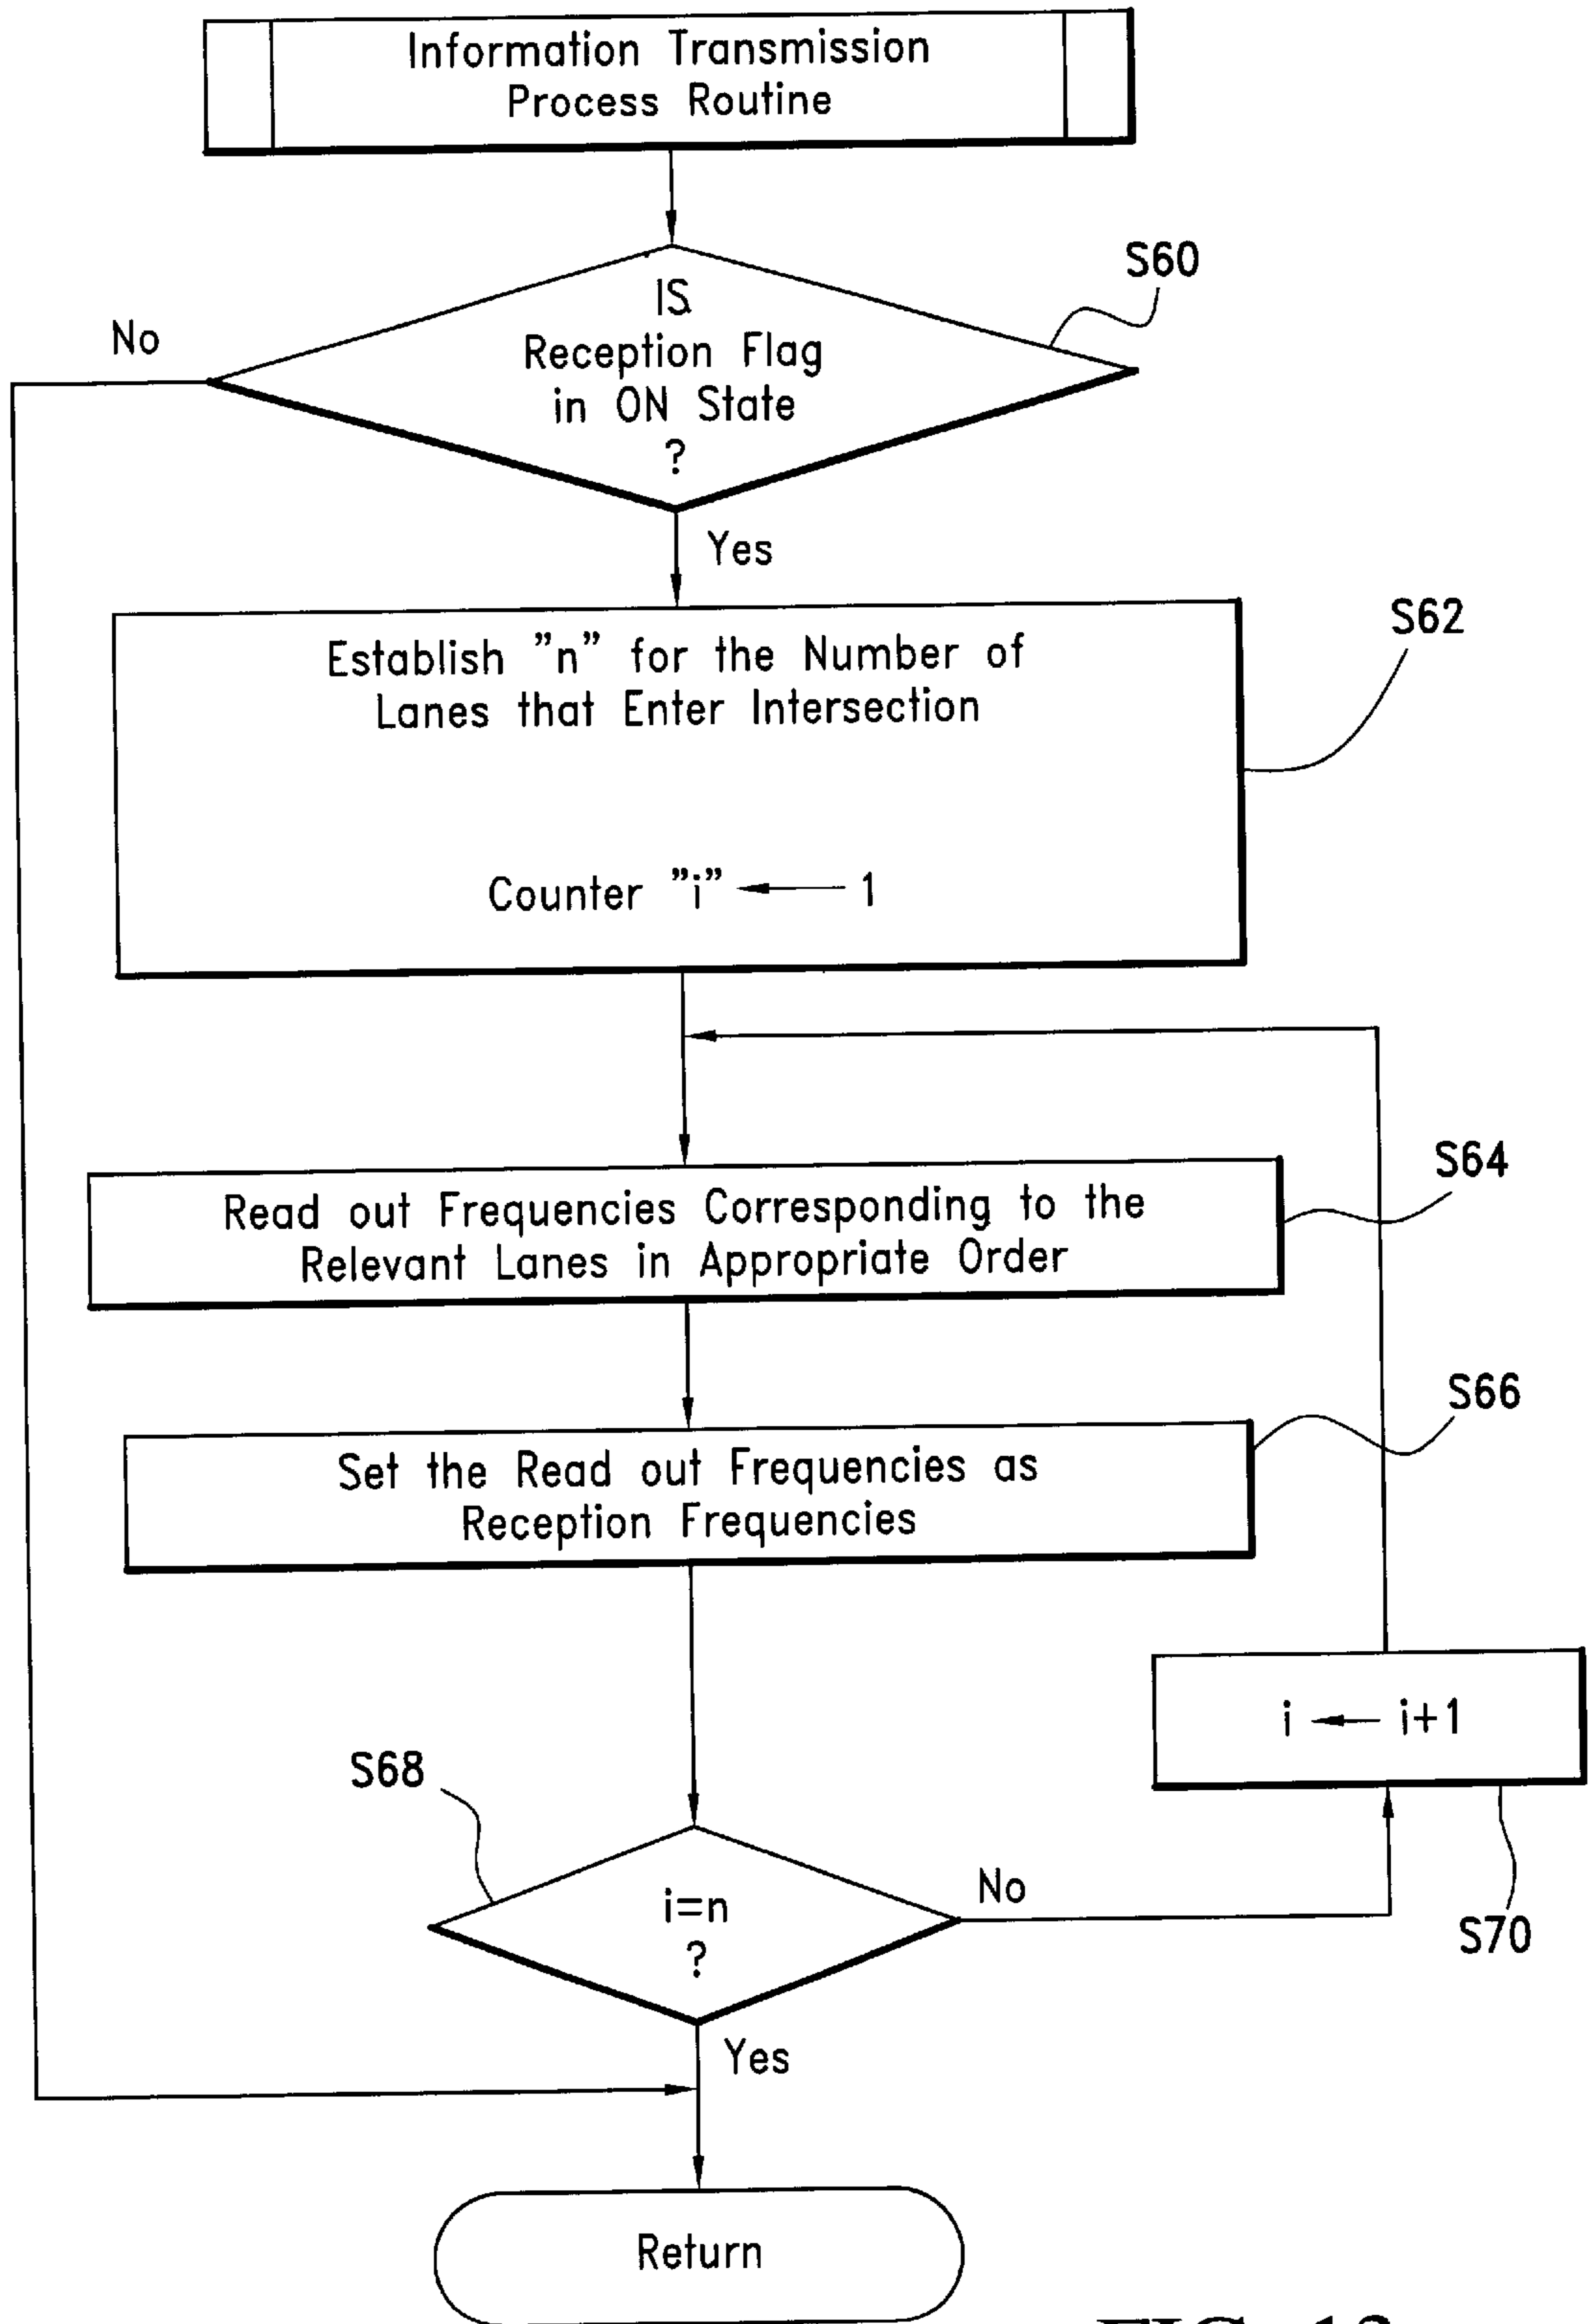 Information Transmission
Process Routine
S60
No
IS
Reception Flag
in ON State
?
Yes
S62
Establish "n" for the Number of
Lanes that Enter Intersection
Counter "i" ← 1
S64
Read out Frequencies Corresponding to the
Relevant Lanes in Appropriate Order
S66
Set the Read out Frequencies as
Reception Frequencies
i ← i+1
S68
i=n
?
No
S70
Yes
Return